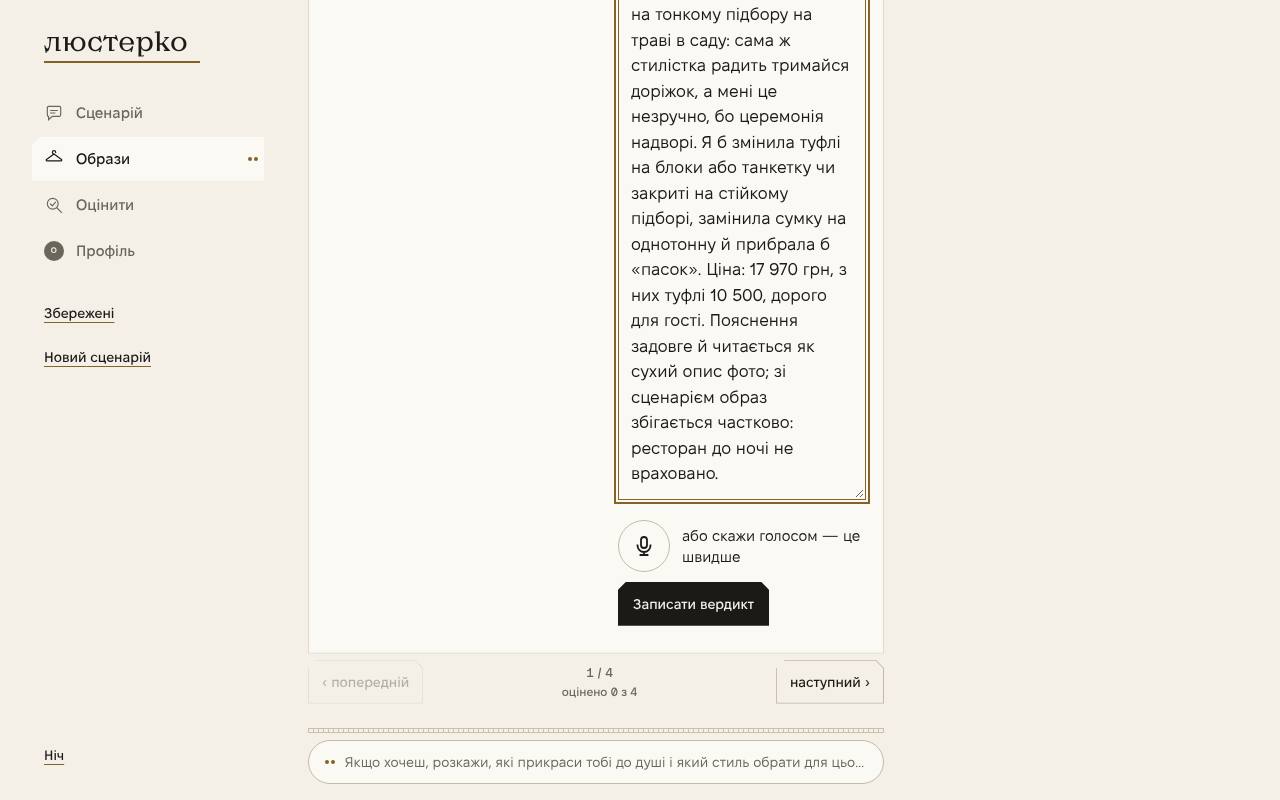 люстерко
Сценарій
Образи
Оцінити
О
Профіль
Збережені
Новий сценарій
Ніч
на тонкому підбору на
траві в саду: сама ж
стилістка радить тримайся
доріжок, а мені це
незручно, бо церемонія
надворі. Я б змінила туфлі
на блоки або танкетку чи
закриті на стійкому
підборі, замінила сумку на
однотонну й прибрала б
«пасок». Ціна: 17 970 грн, з
них туфлі 10 500, дорого
для гості. Пояснення
задовге й читається як
сухий опис фото; зі
сценарієм образ
збігається частково:
ресторан до ночі не
враховано.
або скажи голосом — це
швидше
Записати вердикт
‹ попередній
1 / 4
оцінено 0 з 4
наступний ›
Якщо хочеш, розкажи, які прикраси тобі до душі і який стиль обрати для цьо...